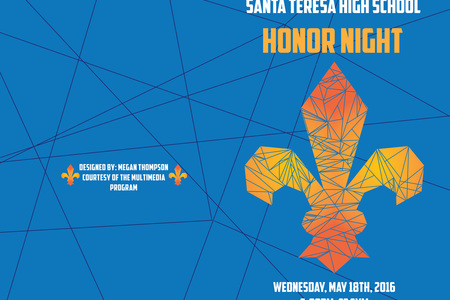 SANTA TERESA HIGH SCHOOL
HONOR NIGHT
DESIGNED BY: MEGAN THOMPSON
COURTESY OF THE MULTIMEDIA
PROGRAM
WEDNESDAY, MAY 18TH, 2016